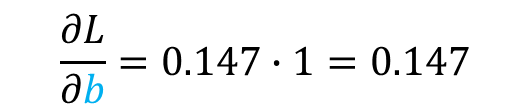 ∂L/∂b = 0.147 · 1 = 0.147